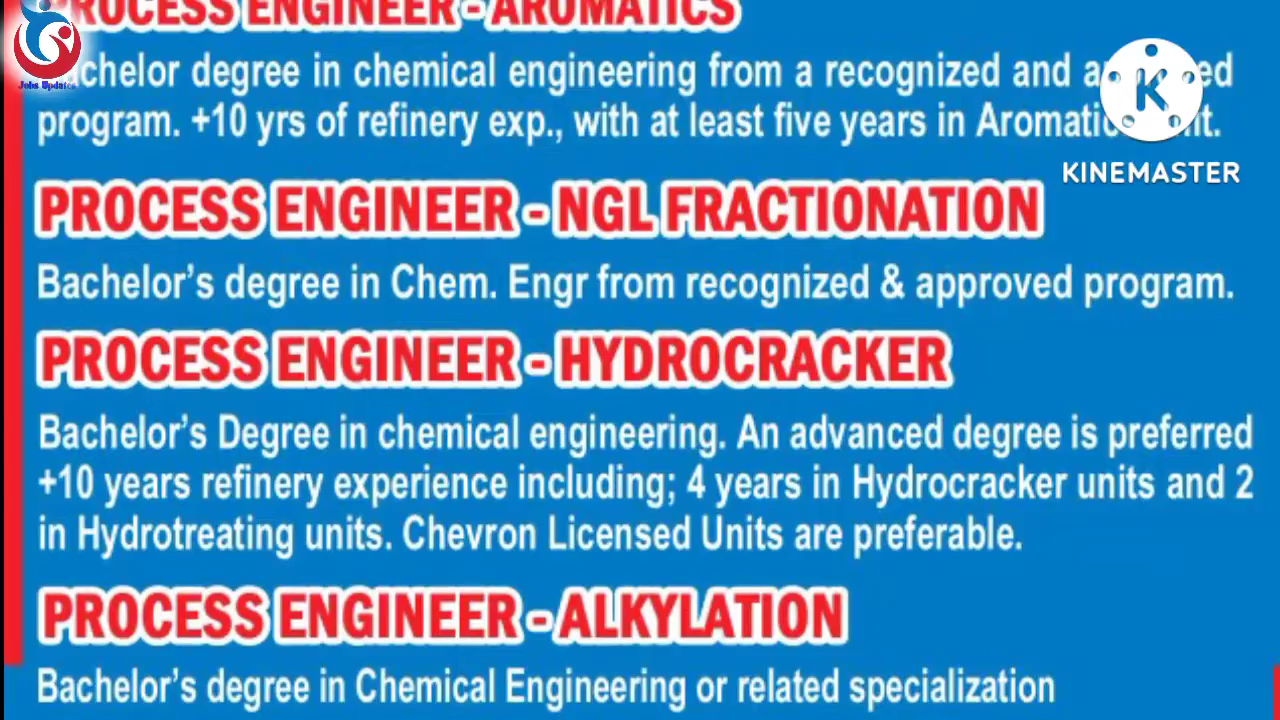 PROCESS ENGINEER - AROMATICS
Bachelor degree in chemical engineering from a recognized and
program. +10 yrs of refinery exp., with at least five years in
PROCESS ENGINEER - NGL FRACTIONATION
Bachelor's degree in Chem. Engr from recognized & approved program.
PROCESS ENGINEER - HYDROCRACKER
Bachelor's Degree in chemical engineering. An advanced degree is preferred
+10 years refinery experience including; 4 years in Hydrocracker units and 2
in Hydrotreating units. Chevron Licensed Units are preferable.
PROCESS ENGINEER - ALKYLATION
Bachelor's degree in Chemical Engineering or related specialization
Jobs Updates
K
KINEMASTER